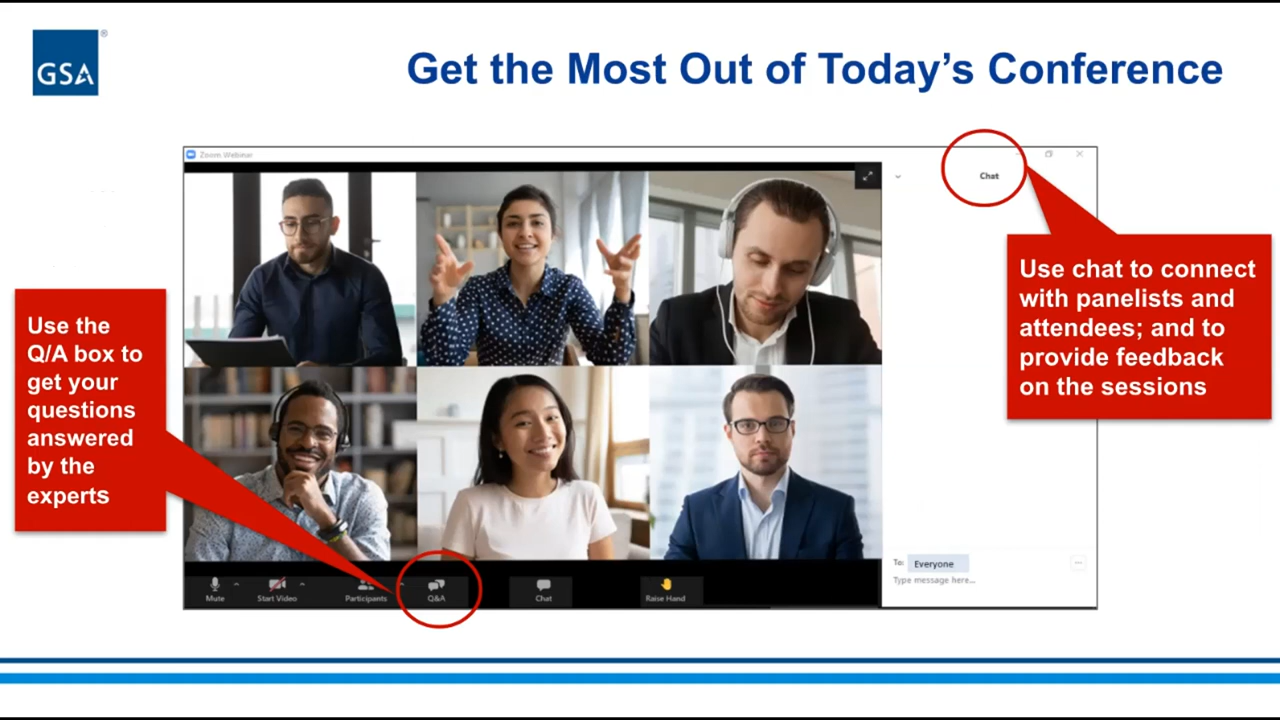 GSA®
Get the Most Out of Today’s Conference
Zoom Webinar
Chat
Use chat to connect
with panelists and
attendees; and to
provide feedback
on the sessions
Use the
Q/A box to
get your
questions
answered
by the
experts
To: Everyone
Type message here...
Mute
Start Video
Participants
Q&A
Chat
Raise Hand